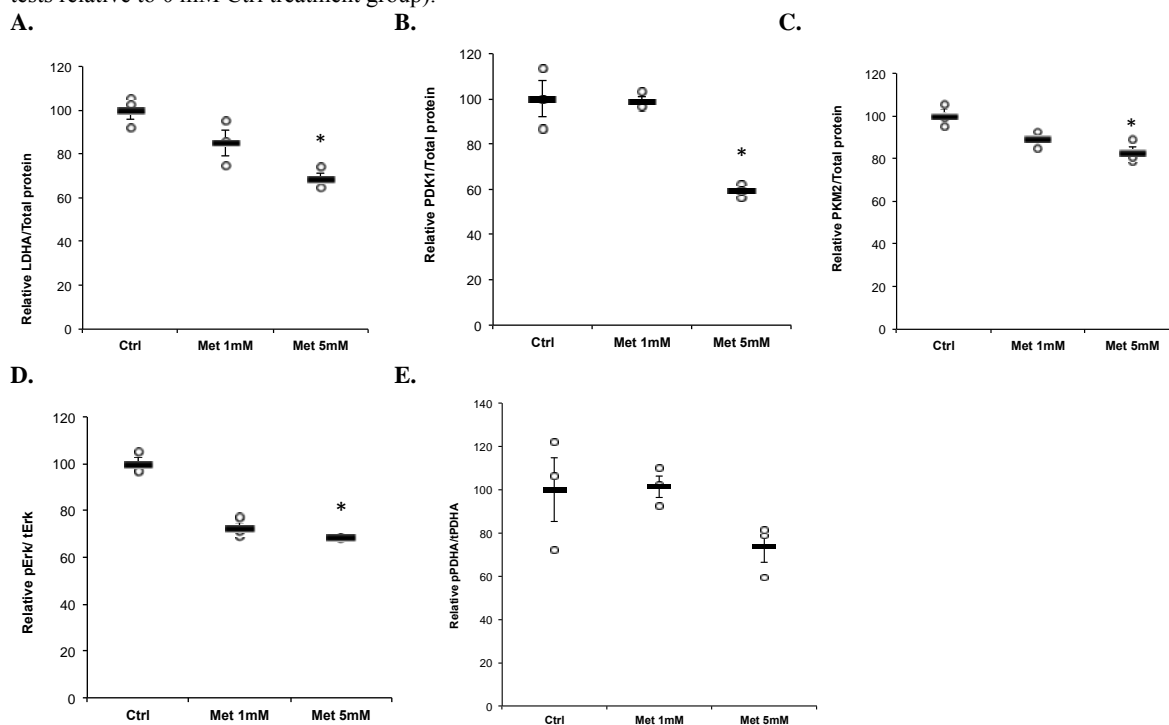 tests relative to 0 mM Ctrl treatment group).
A.
B.
C.
120
100
80
60
40
20
0
Relative LDHA/Total protein
*
Ctrl
Met 1mM
Met 5mM
120
100
80
60
40
20
0
Relative PDK1/Total protein
*
Ctrl
Met 1mM
Met 5mM
120
100
80
60
40
20
0
Relative PKM2/Total protein
*
Ctrl
Met 1mM
Met 5mM
D.
E.
120
100
80
60
40
20
0
Relative pErk/ tErk
*
Ctrl
Met 1mM
Met 5mM
140
120
100
80
60
40
20
0
Relative pPDHA/tPDHA
Ctrl
Met 1mM
Met 5mM